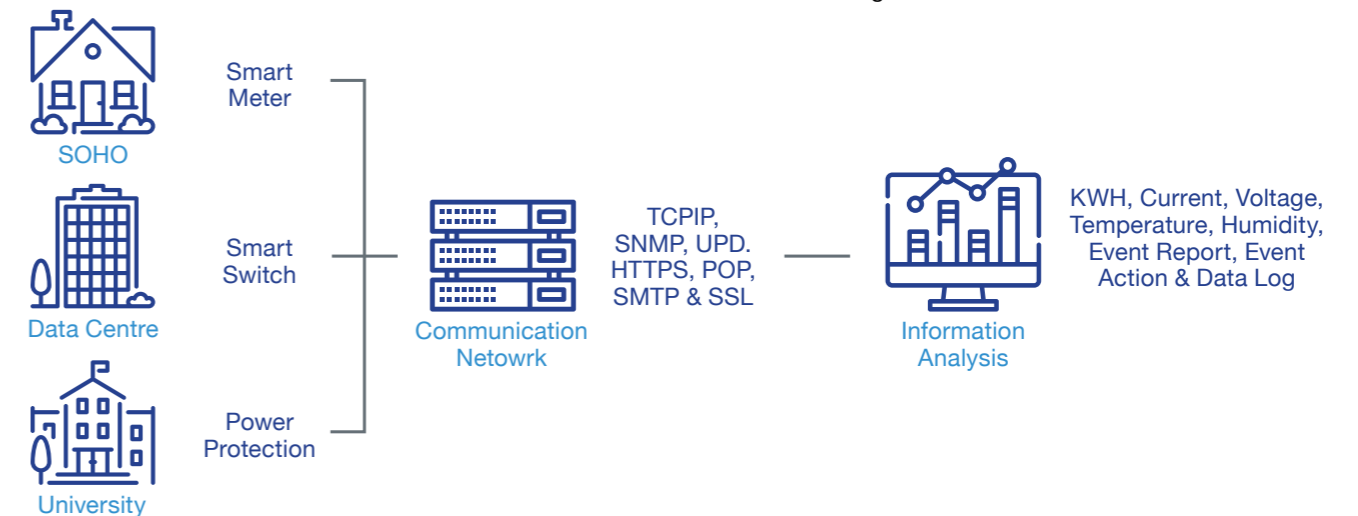 Smart
Meter
SOHO
Smart
Switch
Data Centre
Power
Protection
University
TCPIP,
SNMP, UPD.
HTTPS, POP,
SMTP & SSL
Communication
Netowrk
KWH, Current, Voltage,
Temperature, Humidity,
Event Report, Event
Action & Data Log
Information
Analysis